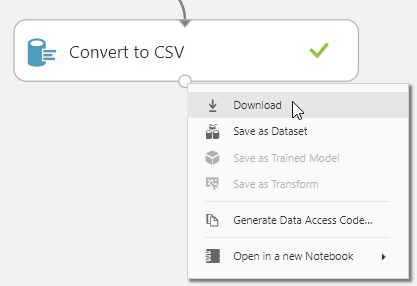 Convert to CSV
Download
Save as Dataset
Save as Trained Model
Save as Transform
Generate Data Access Code...
Open in a new Notebook